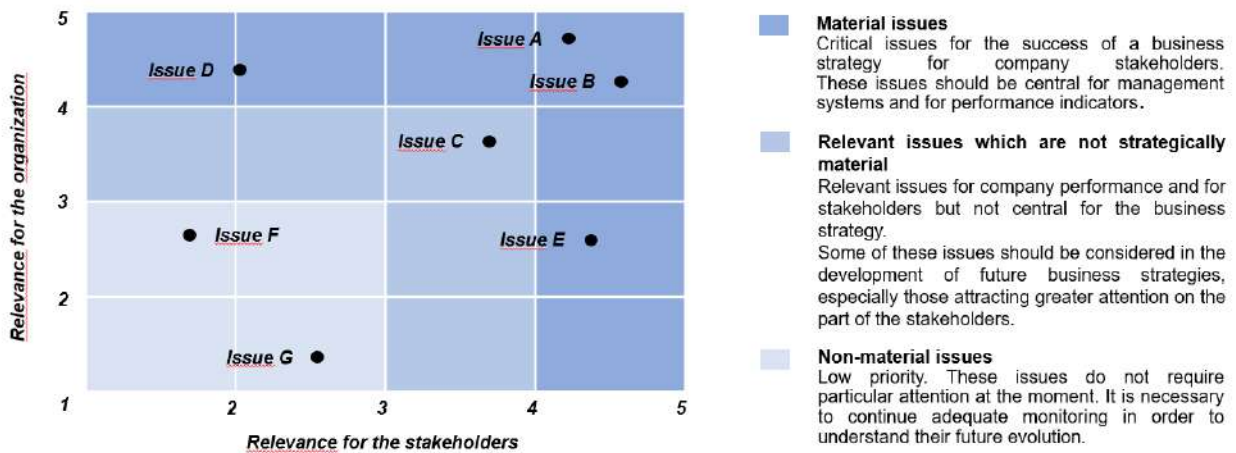 5
4
3
2
1
2
3
4
5
Relevance for the organization
Relevance for the stakeholders
Issue A
Issue D
Issue B
Issue C
Issue F
Issue E
Issue G
Material issues
Critical issues for the success of a business
strategy for company stakeholders.
These issues should be central for management
systems and for performance indicators.
Relevant issues which are not strategically
material
Relevant issues for company performance and for
stakeholders but not central for the business
strategy.
Some of these issues should be considered in the
development of future business strategies,
especially those attracting greater attention on the
part of the stakeholders.
Non-material issues
Low priority. These issues do not require
particular attention at the moment. It is necessary
to continue adequate monitoring in order to
understand their future evolution.